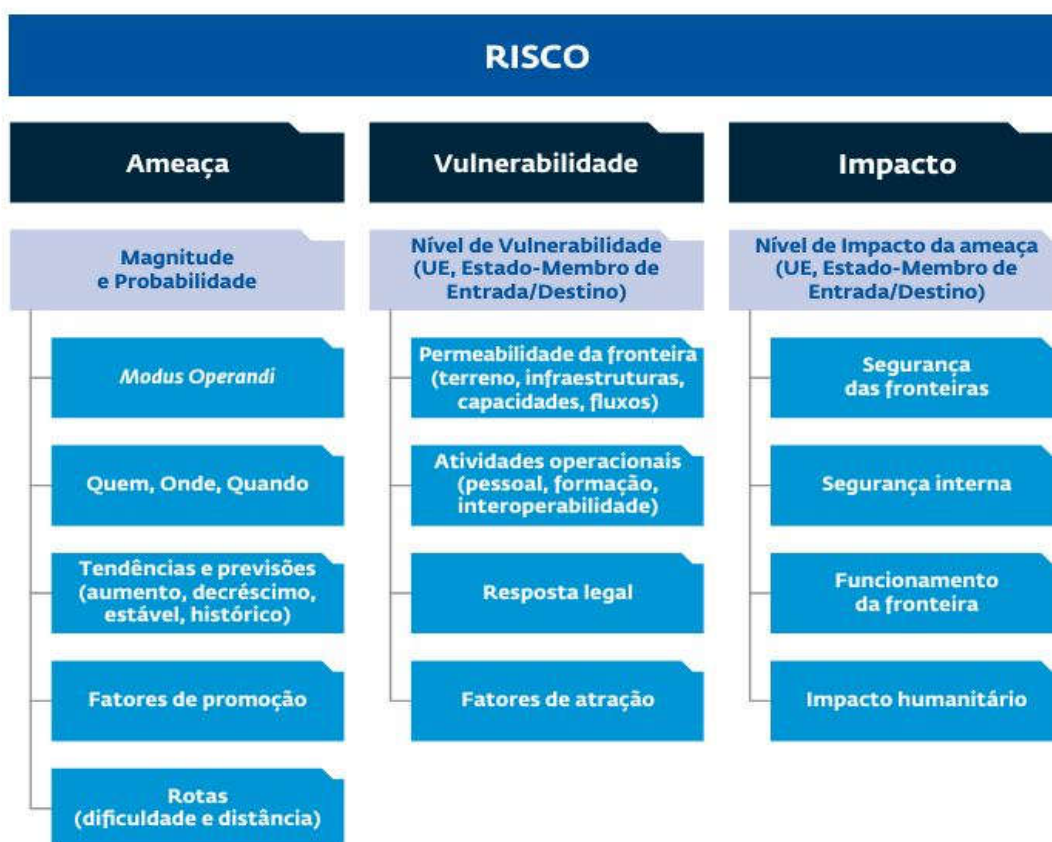 RISCO
Ameaça
Magnitude
e Probabilidade
Modus Operandi
Quem, Onde, Quando
Tendências e previsões
(aumento, decréscimo,
estável, histórico)
Fatores de promoção
Rotas
(dificuldade e distância)
Vulnerabilidade
Nível de Vulnerabilidade
(UE, Estado-Membro de
Entrada/Destino)
Permeabilidade da fronteira
(terreno, infraestruturas,
capacidades, fluxos)
Atividades operacionais
(pessoal, formação,
interoperabilidade)
Resposta legal
Fatores de atração
Impacto
Nível de Impacto da ameaça
(UE, Estado-Membro de
Entrada/Destino)
Segurança
das fronteiras
Segurança interna
Funcionamento
da fronteira
Impacto humanitário